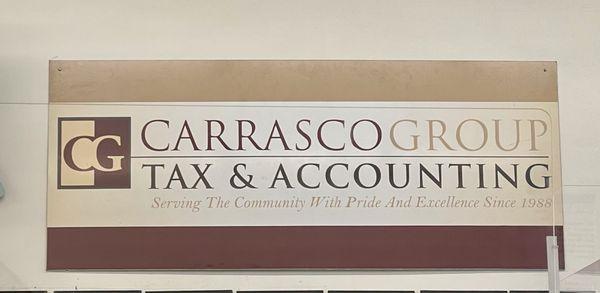 CG
CARRASCOGROUP
TAX & ACCOUNTING
Serving The Community With Pride And Excellence Since 1988